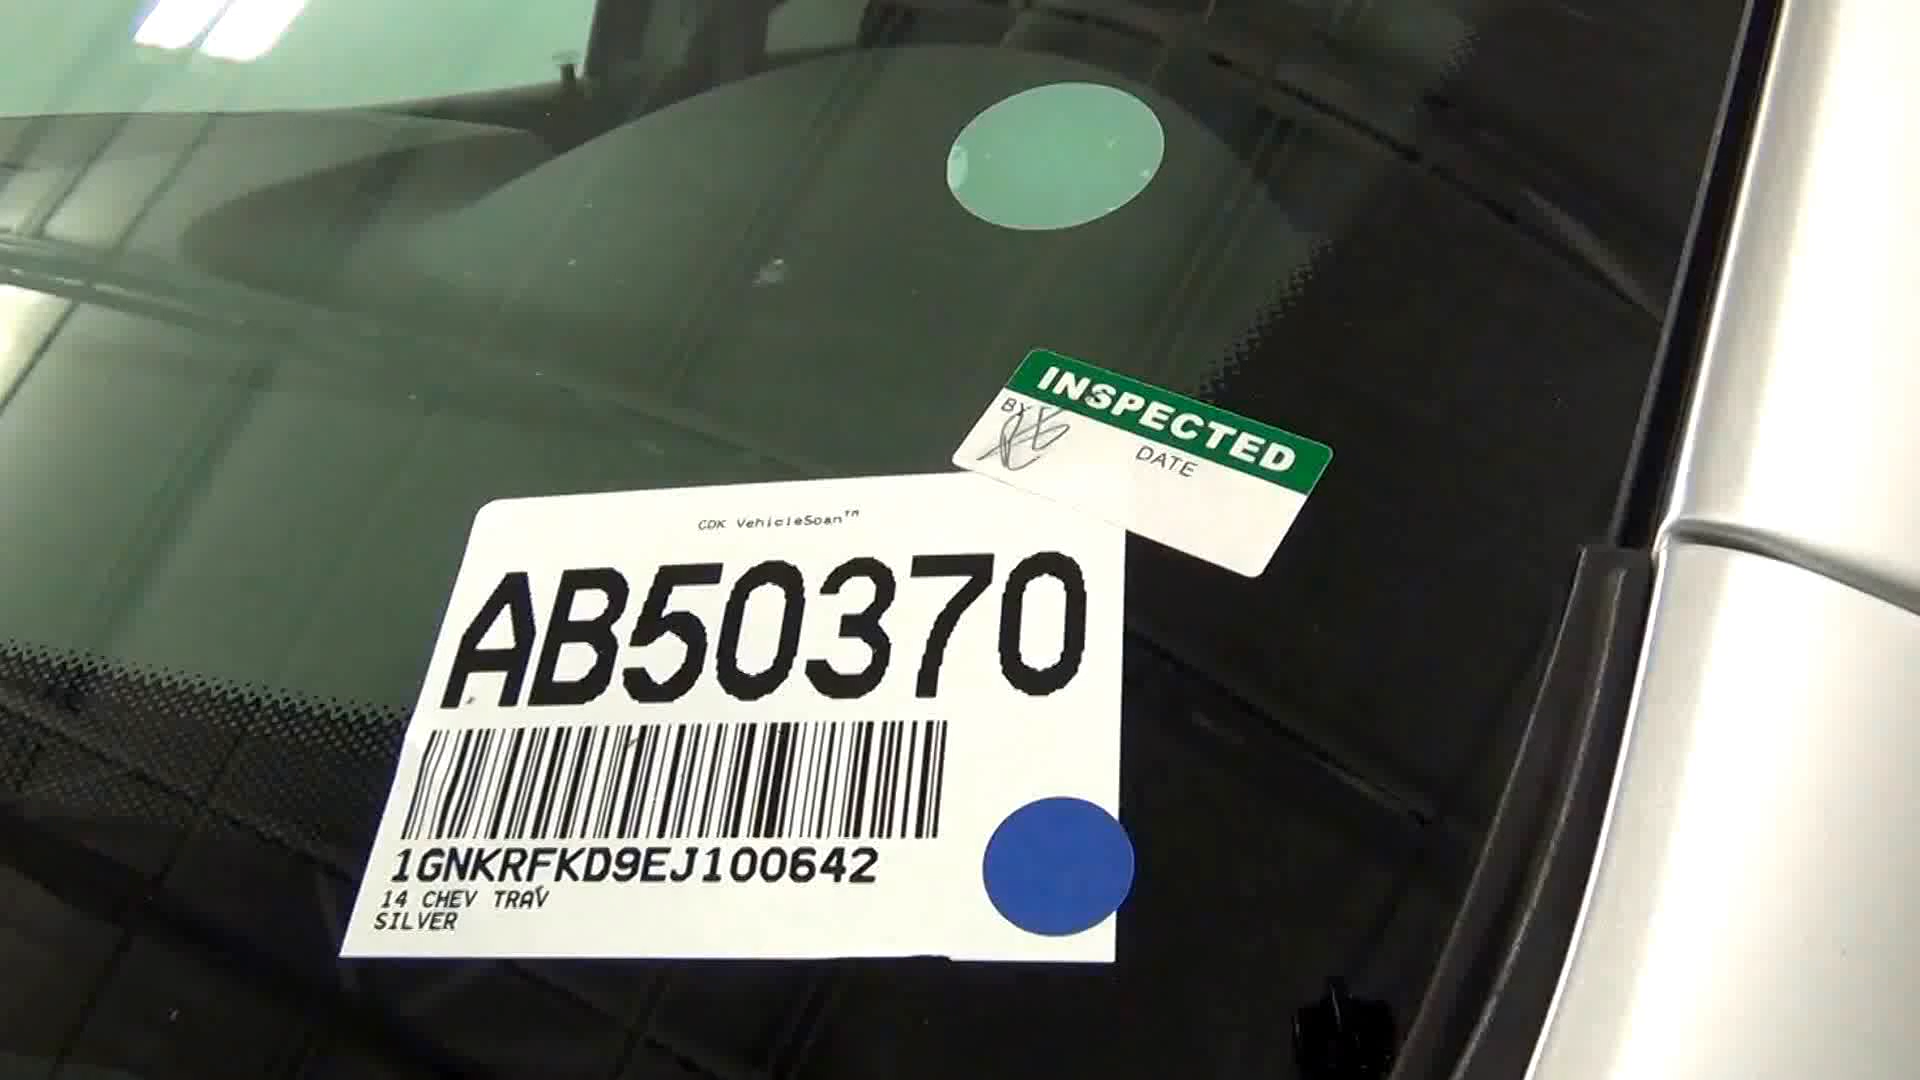 INSPECTED
BY
DATE
CDK VehicleScan™
AB50370
1GNKRFKD9EJ100642
14 CHEV TRAV
SILVER